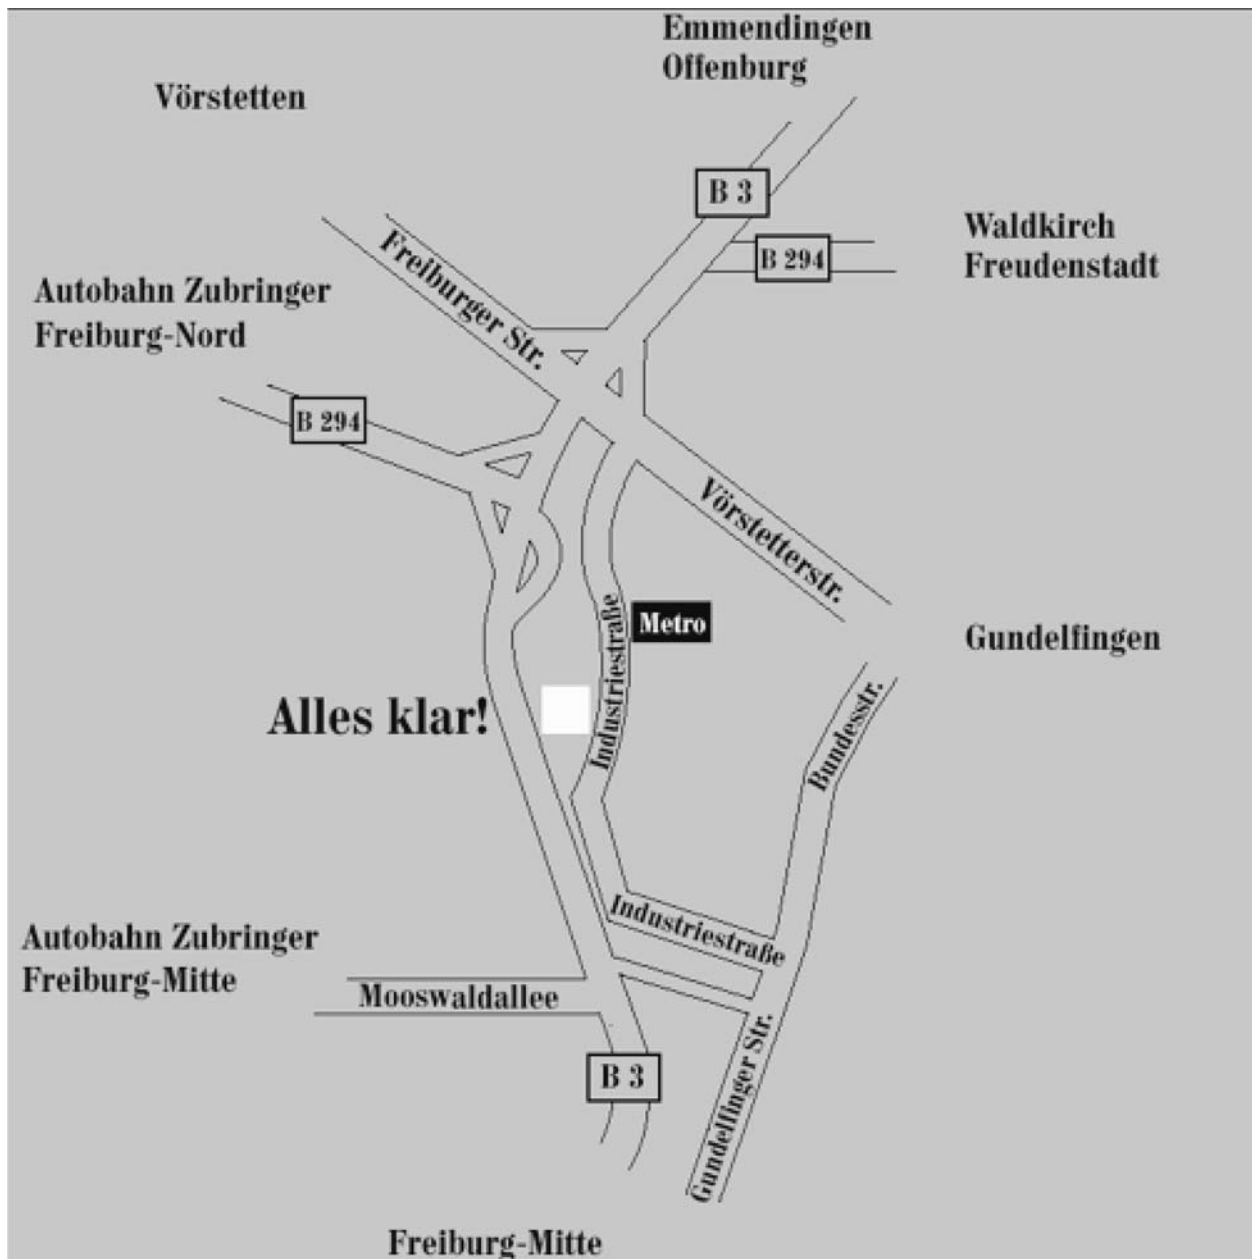 Emmendingen
Offenburg
Vörstetten
B 3
Waldkirch
Freudenstadt
B 294
Freiburger Str.
Autobahn Zubringer
Freiburg-Nord
B 294
Vörstetterstr.
Metro
Industriestraße
Gundelfingen
Alles klar!
Bundesstr.
Industriestraße
Autobahn Zubringer
Freiburg-Mitte
Mooswaldallee
B 3
Gundelfinger Str.
Freiburg-Mitte